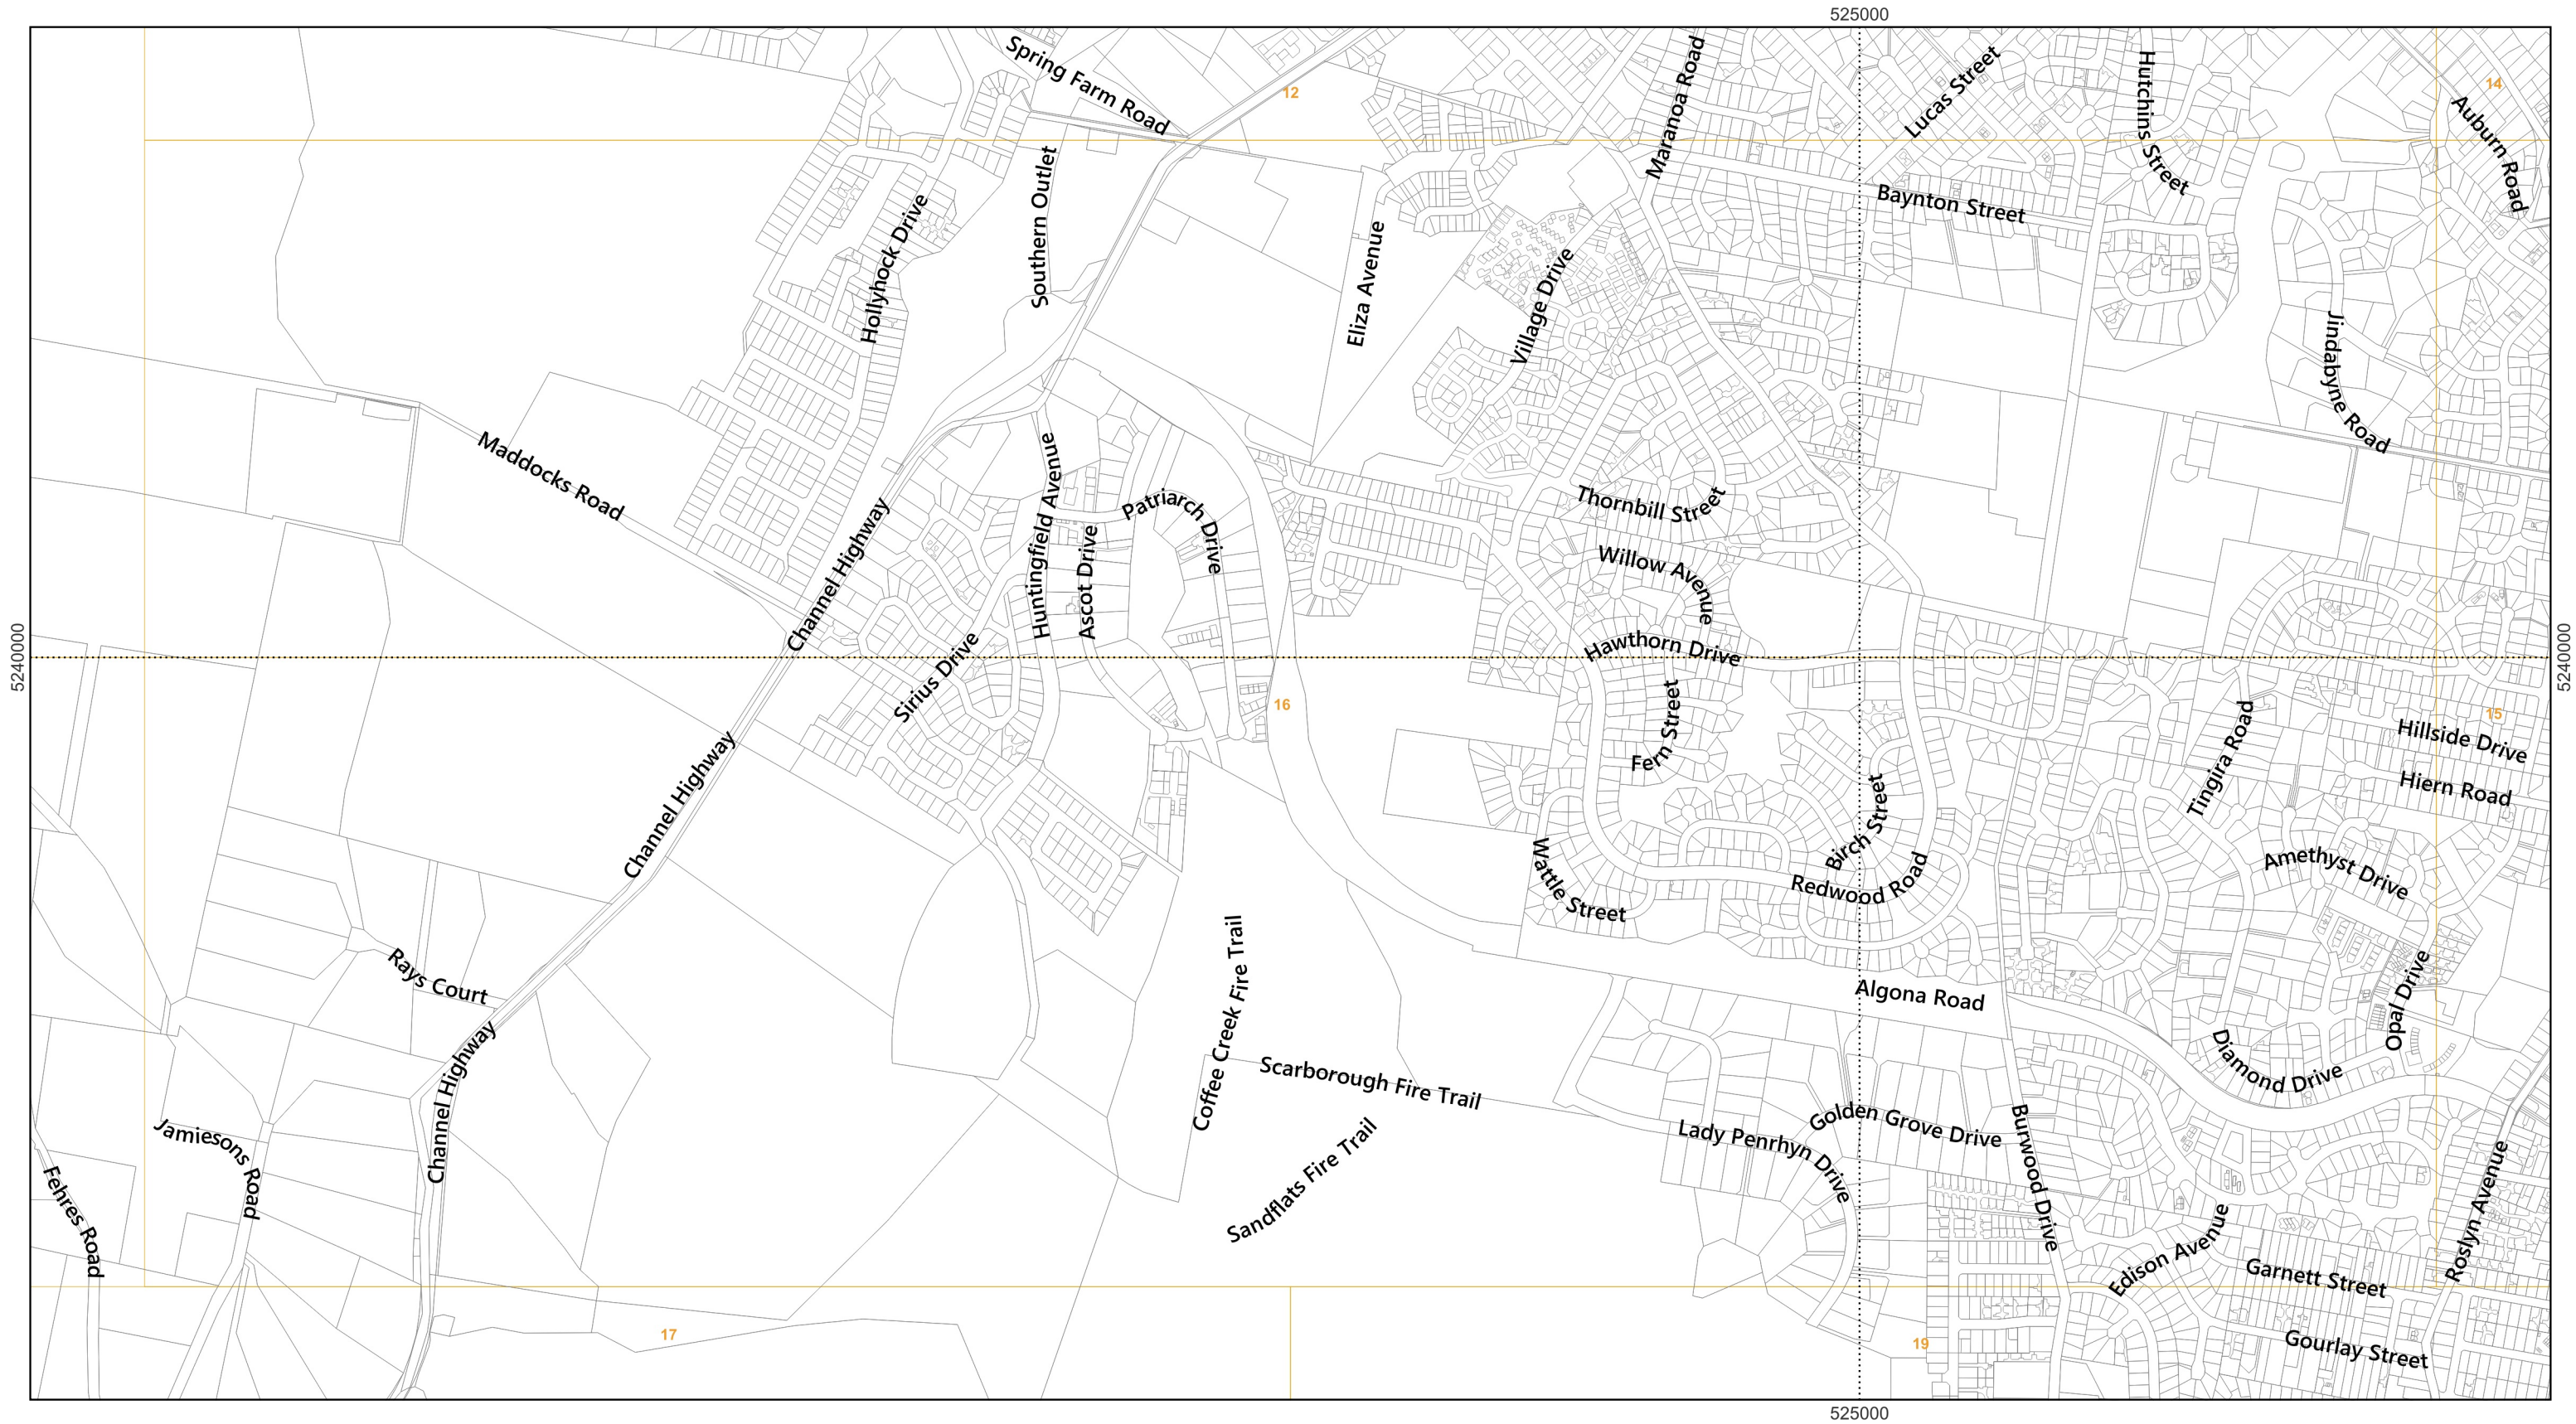 525000
Spring Farm Road
12
Maranoa Road
Lucas Street
Hutchins Street
14
Auburn Road
Southern Outlet
Hollyhock Drive
Eliza Avenue
Village Drive
Baynton Street
Jindabyne Road
Maddocks Road
Channel Highway
Huntingfield Avenue
Ascot Drive
Patriarch Drive
Thornbill Street
Willow Avenue
Hawthorn Drive
5240000
5240000
Sirius Drive
16
Fern Street
Tingira Road
15
Hillside Drive
Hiern Road
Channel Highway
Birch Street
Redwood Road
Wattle Street
Amethyst Drive
Rays Court
Coffee Creek Fire Trail
Algona Road
Opal Drive
Diamond Drive
Channel Highway
Scarborough Fire Trail
Sandflats Fire Trail
Lady Penrhyn Drive
Golden Grove Drive
Burwood Drive
Jamiesons Road
Fehres Road
Edison Avenue
Roslyn Avenue
Garnett Street
Gourlay Street
17
19
525000